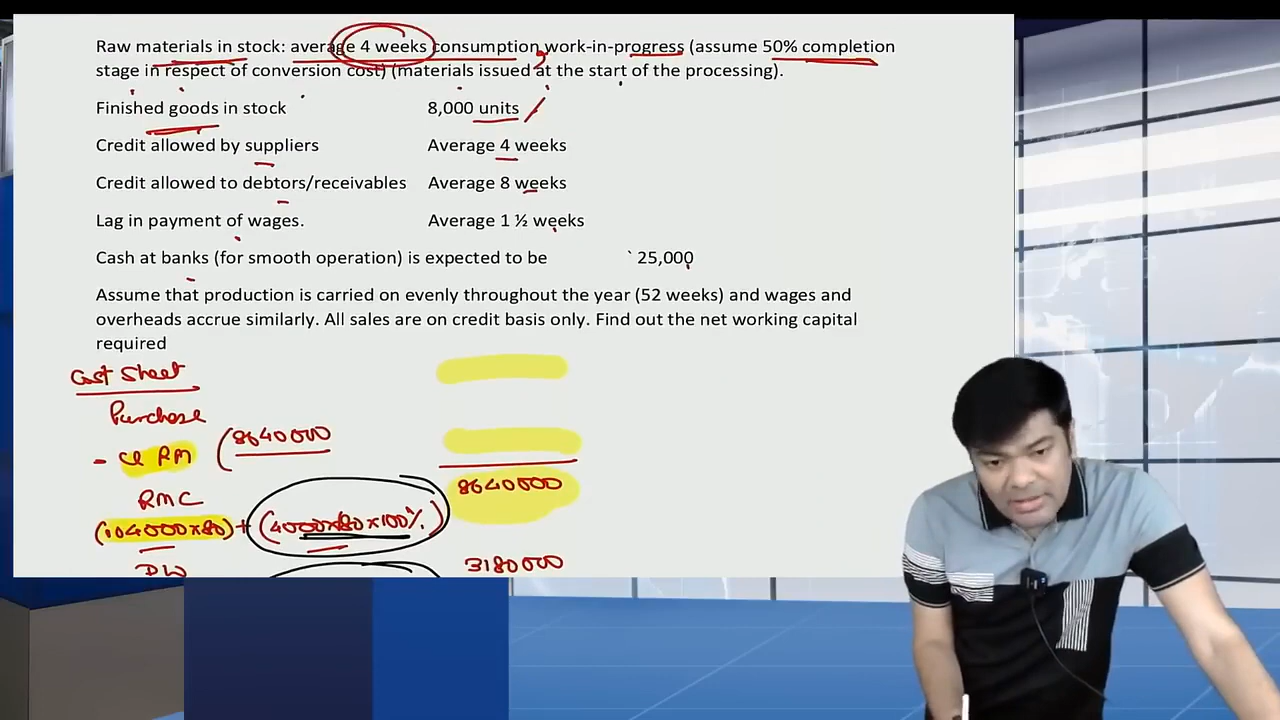 Raw materials in stock: average 4 weeks consumption, work-in-progress (assume 50% completion
stage in respect of conversion cost) (materials issued at the start of the processing).
Finished goods in stock 8,000 units
Credit allowed by suppliers Average 4 weeks
Credit allowed to debtors/receivables Average 8 weeks
Lag in payment of wages. Average 1 ½ weeks
Cash at banks (for smooth operation) is expected to be ` 25,000
Assume that production is carried on evenly throughout the year (52 weeks) and wages and
overheads accrue similarly. All sales are on credit basis only. Find out the net working capital
required
Cost Sheet
Purchase
- Cl RM (8640000
RMC 8640000
(104000x80) + (4000x80x100%)
DW 3180000